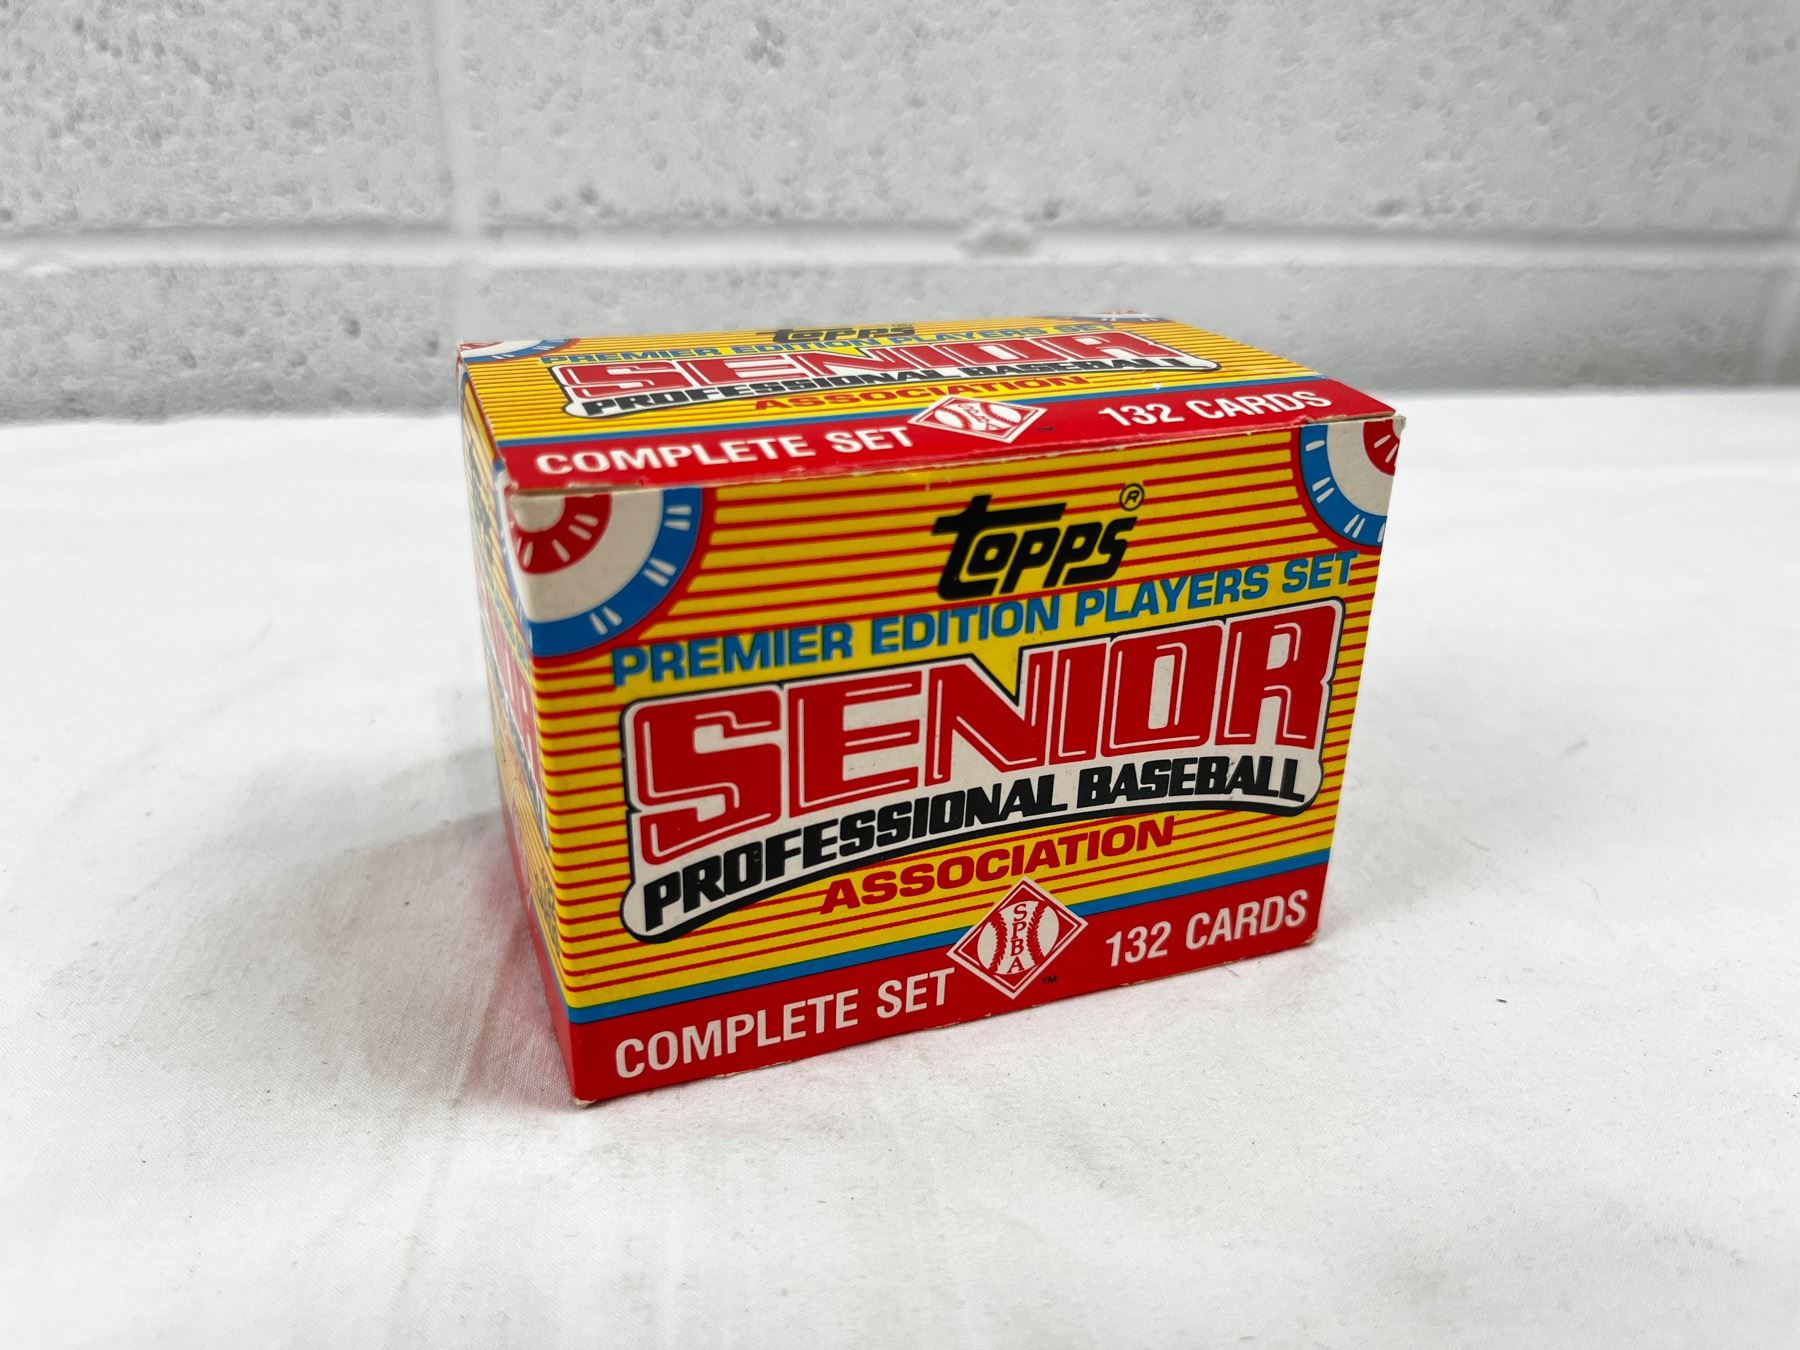 Topps
PREMIER EDITION PLAYERS SET
SENIOR
PROFESSIONAL BASEBALL
ASSOCIATION
COMPLETE SET 132 CARDS
Topps®
PREMIER EDITION PLAYERS SET
SENIOR
PROFESSIONAL BASEBALL
ASSOCIATION
SPBA
COMPLETE SET ™ 132 CARDS